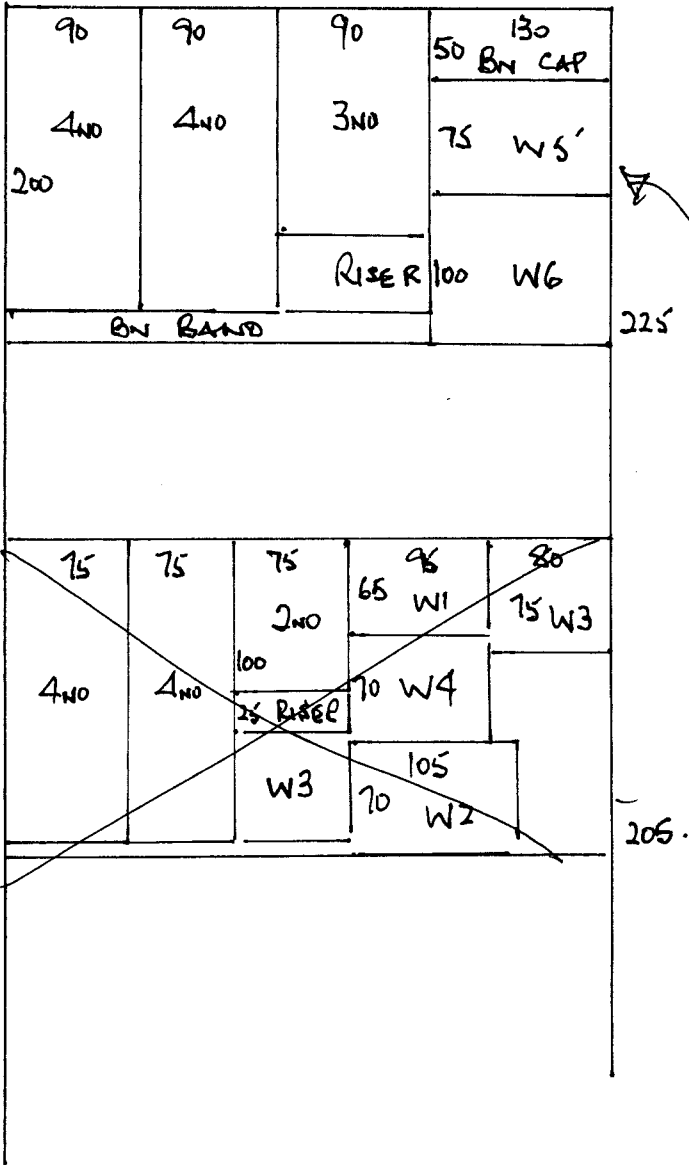 90 90 90 130
50 BN CAP
4NO 4NO 3NO
75 W5
200
RISER 100 W6
BN BAND
225
75 75 75 95 80
65 W1
75 W3
2NO
100
4NO 4NO
70 W4
25 RISER
105
W3
70 W2
205.